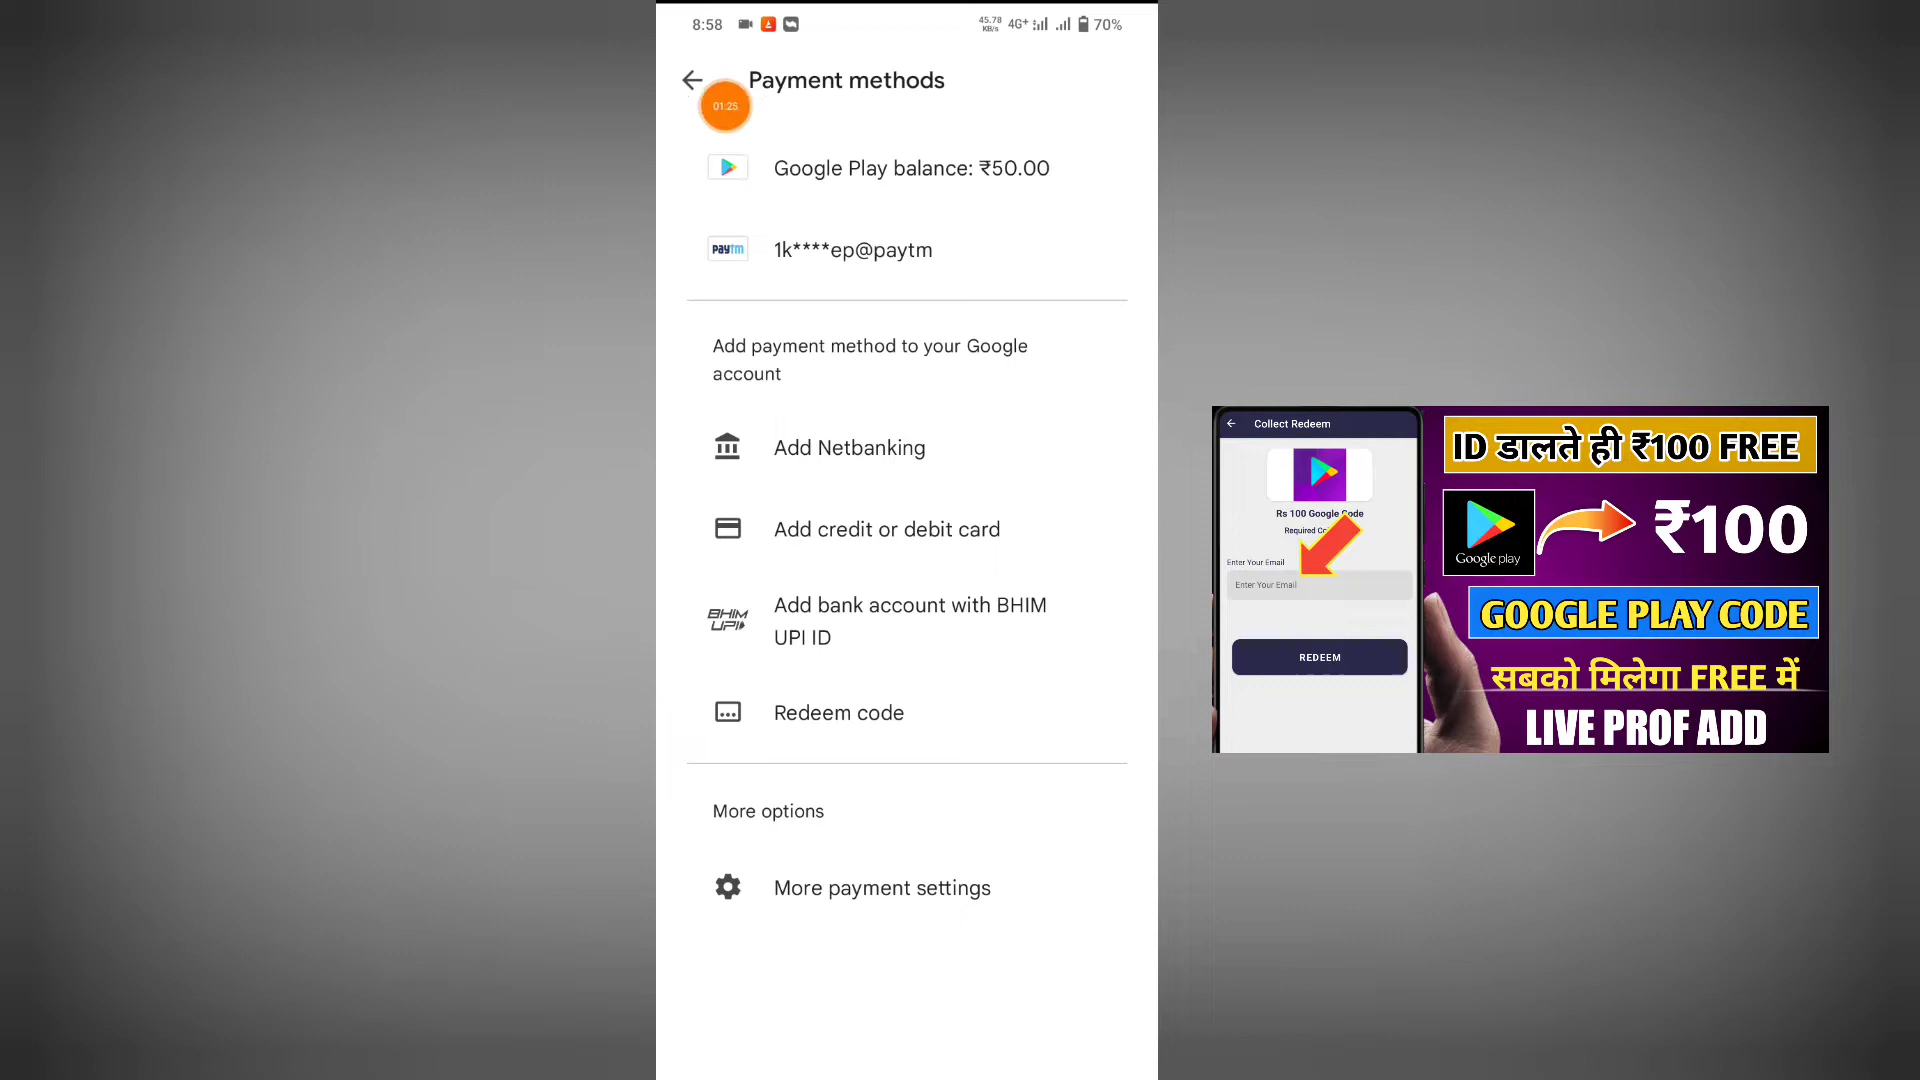 8:58
45.78
KB/s
4G+
70%
Payment methods
01:25
Google Play balance: ₹50.00
paytm
1k****ep@paytm
Add payment method to your Google
account
Add Netbanking
Add credit or debit card
BHIM
UPI
Add bank account with BHIM
UPI ID
Redeem code
More options
More payment settings
Collect Redeem
Rs 100 Google Code
Required
Enter Your Email
Enter Your Email
REDEEM
ID डालते ही ₹100 FREE
Google play
₹100
GOOGLE PLAY CODE
सबको मिलेगा FREE में
LIVE PROF ADD